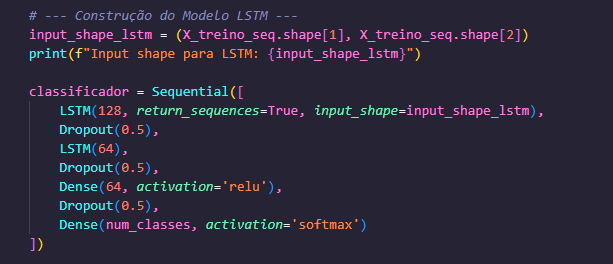 # --- Construção do Modelo LSTM ---
input_shape_lstm = (X_treino_seq.shape[1], X_treino_seq.shape[2])
print(f"Input shape para LSTM: {input_shape_lstm}")

classificador = Sequential([
    LSTM(128, return_sequences=True, input_shape=input_shape_lstm),
    Dropout(0.5),
    LSTM(64),
    Dropout(0.5),
    Dense(64, activation='relu'),
    Dropout(0.5),
    Dense(num_classes, activation='softmax')
])